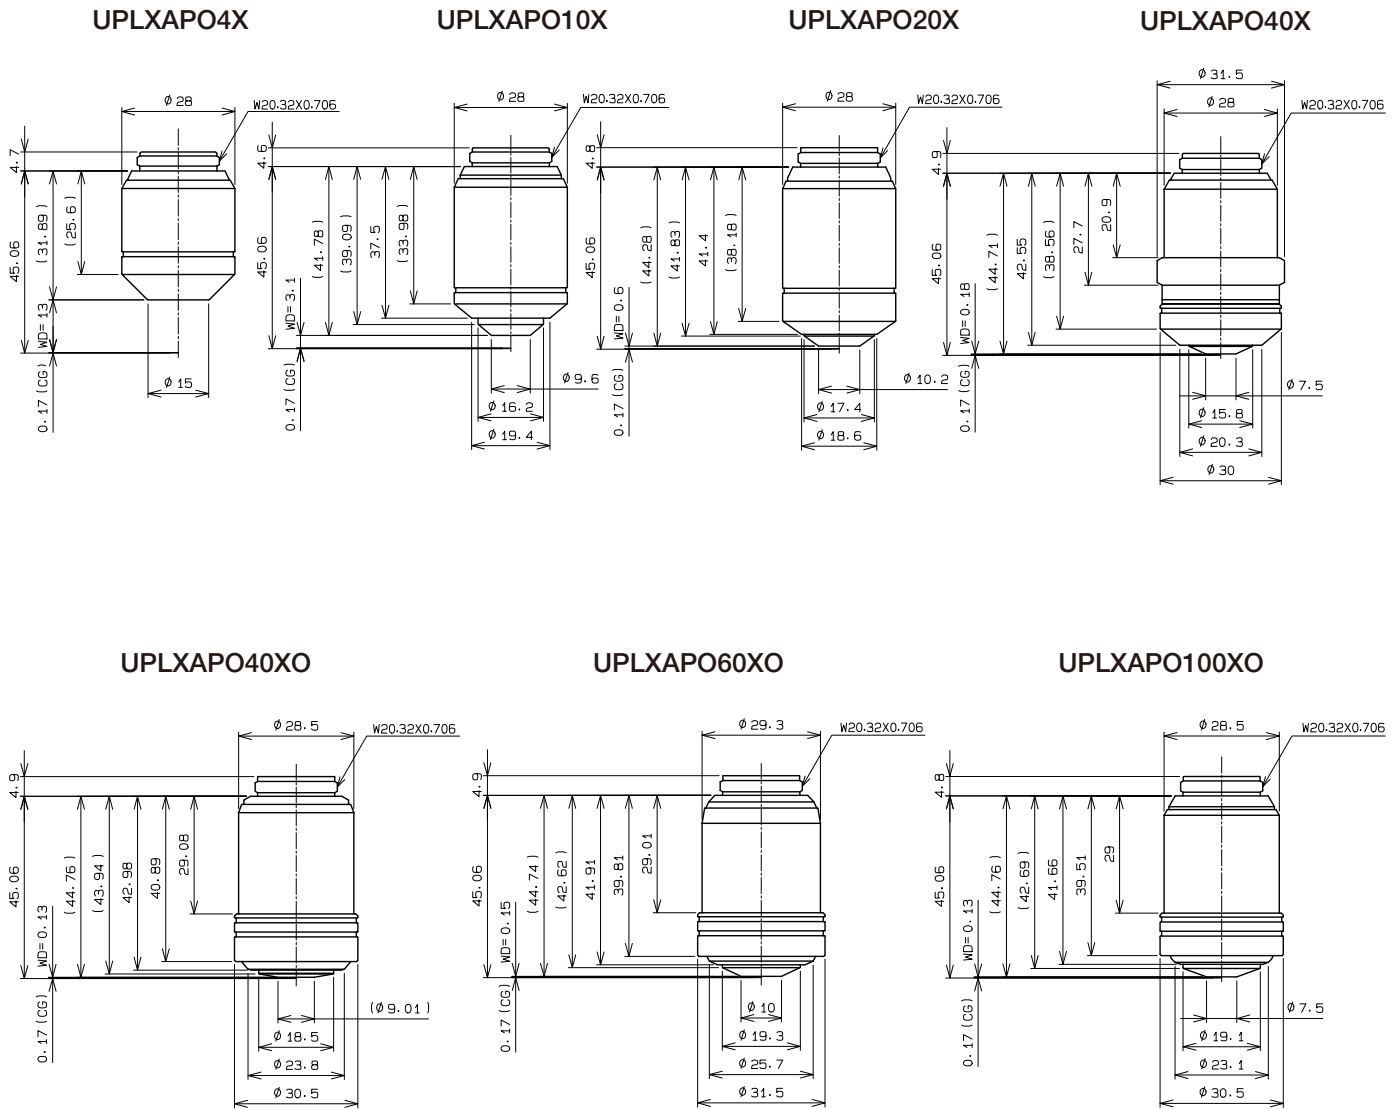 UPLXAPO4X
UPLXAPO10X
UPLXAPO20X
UPLXAPO40X
ϕ28
W20.32X0.706
4.7
45.06
(31.89)
(25.6)
WD=13
0.17(CG)
ϕ15
ϕ28
W20.32X0.706
4.6
45.06
(41.78)
(39.09)
37.5
(33.98)
WD=3.1
0.17(CG)
ϕ9.6
ϕ16.2
ϕ19.4
ϕ28
W20.32X0.706
4.8
45.06
(44.28)
(41.83)
41.4
(38.18)
WD=0.6
0.17(CG)
ϕ10.2
ϕ17.4
ϕ18.6
ϕ31.5
ϕ28
W20.32X0.706
4.9
45.06
(44.71)
42.55
(38.56)
27.7
20.9
WD=0.18
0.17(CG)
ϕ7.5
ϕ15.8
ϕ20.3
ϕ30
UPLXAPO40XO
UPLXAPO60XO
UPLXAPO100XO
ϕ28.5
W20.32X0.706
4.9
45.06
(44.76)
(43.94)
42.98
40.89
29.08
WD=0.13
0.17(CG)
(ϕ9.01)
ϕ18.5
ϕ23.8
ϕ30.5
ϕ29.3
W20.32X0.706
4.9
45.06
(44.74)
(42.62)
41.91
39.81
29.01
WD=0.15
0.17(CG)
ϕ10
ϕ19.3
ϕ25.7
ϕ31.5
ϕ28.5
W20.32X0.706
4.8
45.06
(44.76)
(42.69)
41.66
39.51
29
WD=0.13
0.17(CG)
ϕ7.5
ϕ19.1
ϕ23.1
ϕ30.5